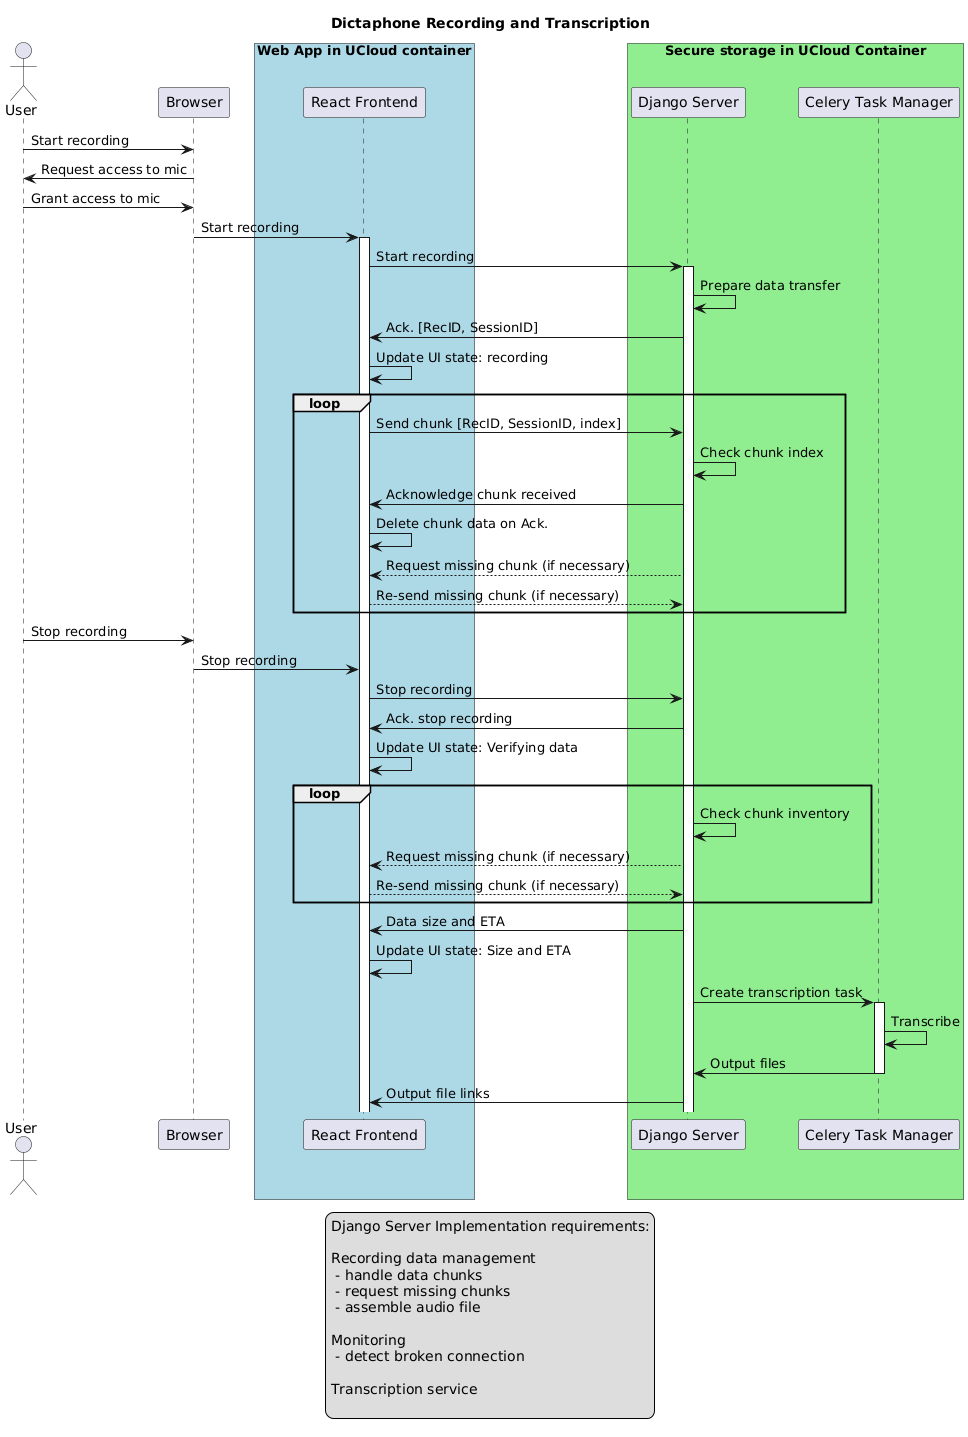 Dictaphone Recording and Transcription
Web App in UCloud container
Secure storage in UCloud Container
User
Browser
React Frontend
Django Server
Celery Task Manager
Start recording
Request access to mic
Grant access to mic
Start recording
Start recording
Prepare data transfer
Ack. [RecID, SessionID]
Update UI state: recording
loop
Send chunk [RecID, SessionID, index]
Check chunk index
Acknowledge chunk received
Delete chunk data on Ack.
Request missing chunk (if necessary)
Re-send missing chunk (if necessary)
Stop recording
Stop recording
Stop recording
Ack. stop recording
Update UI state: Verifying data
loop
Check chunk inventory
Request missing chunk (if necessary)
Re-send missing chunk (if necessary)
Data size and ETA
Update UI state: Size and ETA
Create transcription task
Transcribe
Output files
Output file links
User
Browser
React Frontend
Django Server
Celery Task Manager
Django Server Implementation requirements:
Recording data management
- handle data chunks
- request missing chunks
- assemble audio file
Monitoring
- detect broken connection
Transcription service